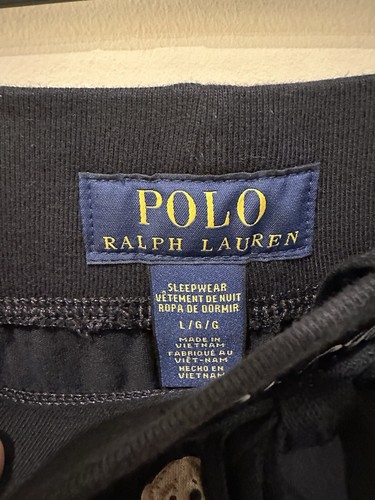 POLO
RALPH LAUREN
SLEEPWEAR
VÊTEMENT DE NUIT
ROPA DE DORMIR
L/G/G
MADE IN
VIETNAM
FABRIQUÉ AU
VIÊT-NAM
HECHO EN
VIETNAM